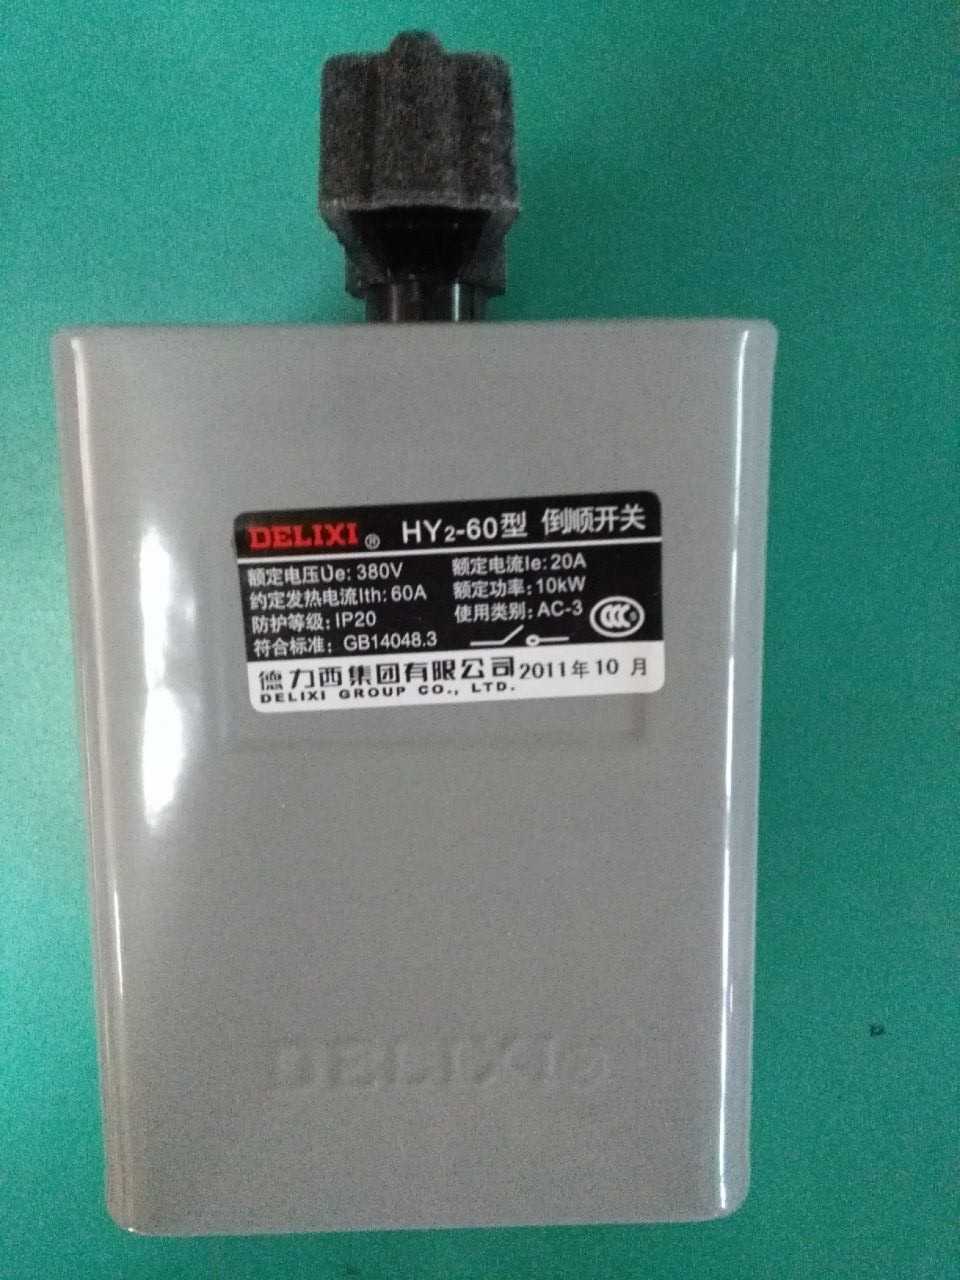 DELIXI® HY2-60型 倒顺开关
额定电压Ue: 380V 额定电流Ie: 20A
约定发热电流Ith: 60A 额定功率: 10kW
防护等级: IP20 使用类别: AC-3
符合标准: GB14048.3 CCC
德力西集团有限公司 2011年 10 月
DELIXI GROUP CO., LTD.
DELIXI®